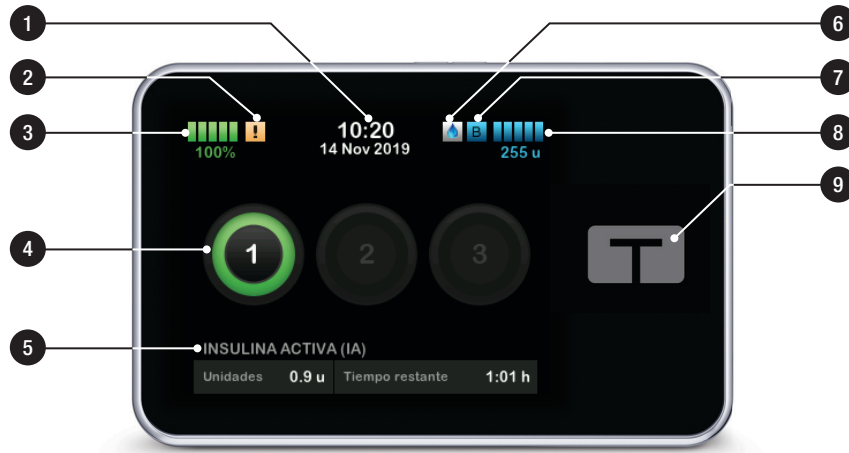 1
6
2
7
3
! 10:20 B
8
100% 14 Nov 2019 255 u
9
4
1 2 3
T
5
INSULINA ACTIVA (IA)
Unidades 0.9 u Tiempo restante 1:01 h